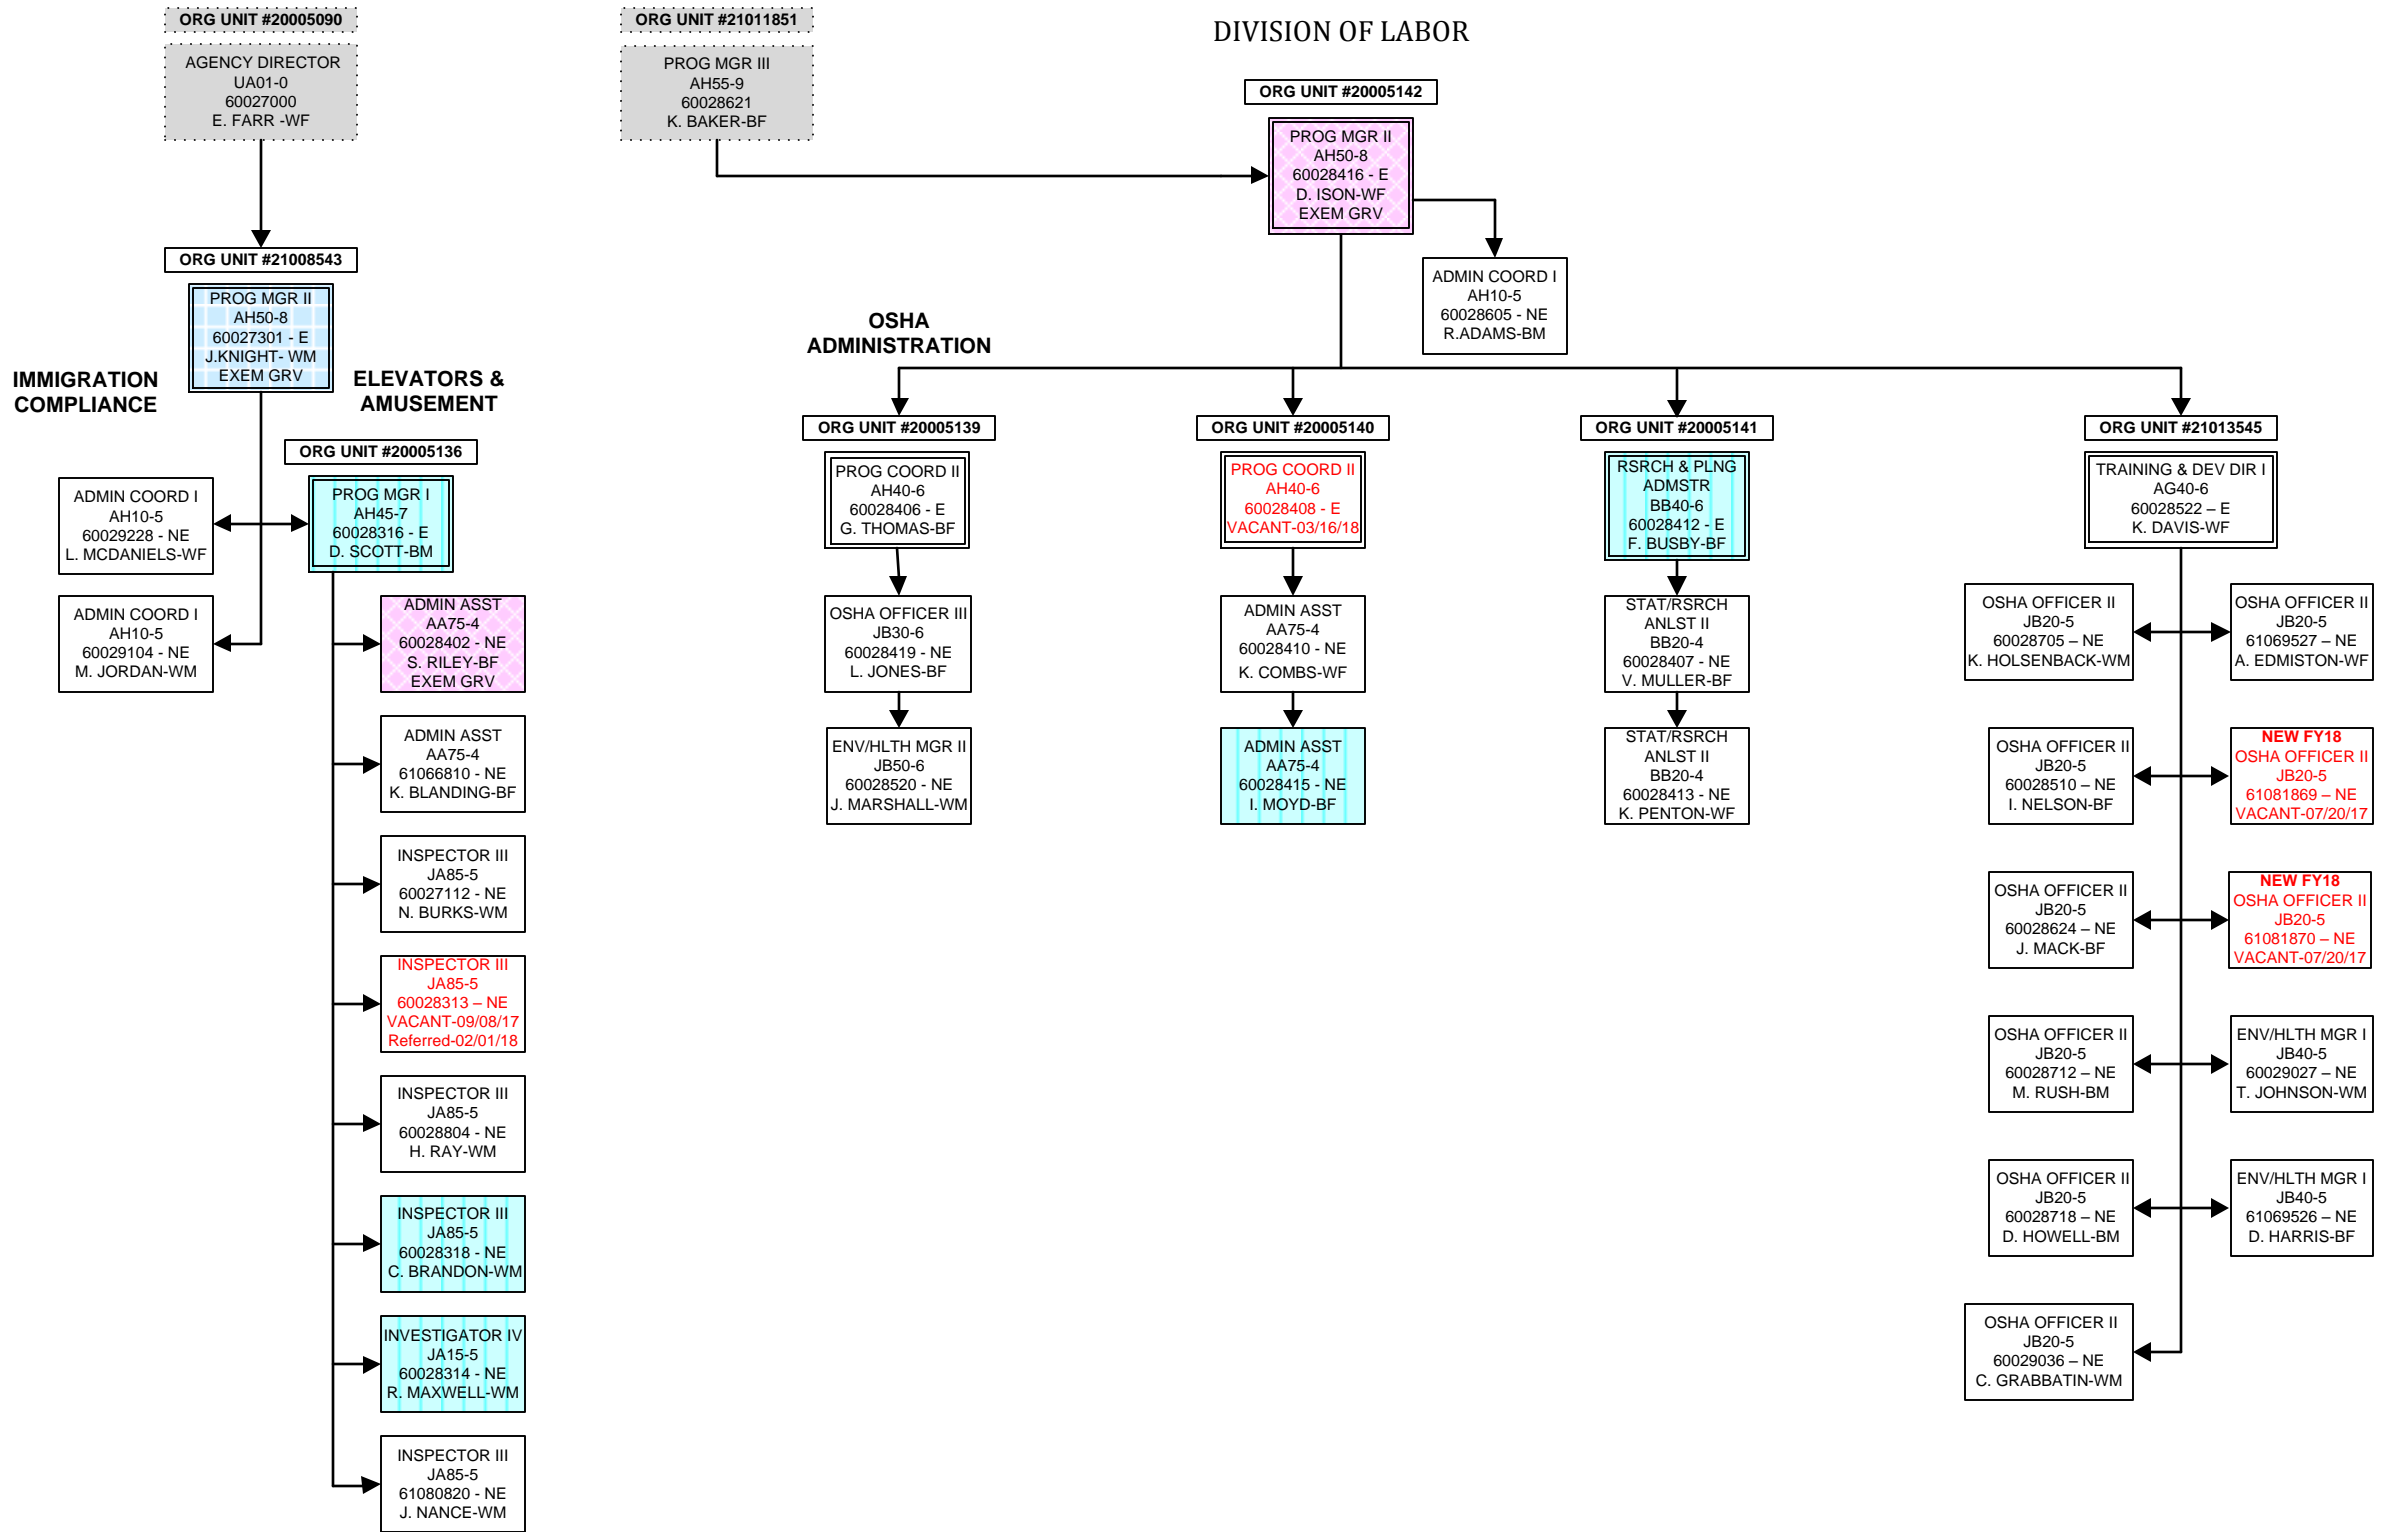 DIVISION OF LABOR
ORG UNIT #20005090
AGENCY DIRECTOR
UA01-0
60027000
E. FARR -WF
ORG UNIT #21011851
PROG MGR III
AH55-9
60028621
K. BAKER-BF
ORG UNIT #20005142
PROG MGR II
AH50-8
60028416 - E
D. ISON-WF
EXEM GRV
ADMIN COORD I
AH10-5
60028605 - NE
R.ADAMS-BM
ORG UNIT #21008543
PROG MGR II
AH50-8
60027301 - E
J.KNIGHT- WM
EXEM GRV
IMMIGRATION
COMPLIANCE
ELEVATORS &
AMUSEMENT
ADMIN COORD I
AH10-5
60029228 - NE
L. MCDANIELS-WF
ADMIN COORD I
AH10-5
60029104 - NE
M. JORDAN-WM
ORG UNIT #20005136
PROG MGR I
AH45-7
60028316 - E
D. SCOTT-BM
ADMIN ASST
AA75-4
60028402 - NE
S. RILEY-BF
EXEM GRV
ADMIN ASST
AA75-4
61066810 - NE
K. BLANDING-BF
INSPECTOR III
JA85-5
60027112 - NE
N. BURKS-WM
INSPECTOR III
JA85-5
60028313 – NE
VACANT-09/08/17
Referred-02/01/18
INSPECTOR III
JA85-5
60028804 - NE
H. RAY-WM
INSPECTOR III
JA85-5
60028318 - NE
C. BRANDON-WM
INVESTIGATOR IV
JA15-5
60028314 - NE
R. MAXWELL-WM
INSPECTOR III
JA85-5
61080820 - NE
J. NANCE-WM
OSHA
ADMINISTRATION
ORG UNIT #20005139
PROG COORD II
AH40-6
60028406 - E
G. THOMAS-BF
OSHA OFFICER III
JB30-6
60028419 - NE
L. JONES-BF
ENV/HLTH MGR II
JB50-6
60028520 - NE
J. MARSHALL-WM
ORG UNIT #20005140
PROG COORD II
AH40-6
60028408 - E
VACANT-03/16/18
ADMIN ASST
AA75-4
60028410 - NE
K. COMBS-WF
ADMIN ASST
AA75-4
60028415 - NE
I. MOYD-BF
ORG UNIT #20005141
RSRCH & PLNG
ADMSTR
BB40-6
60028412 - E
F. BUSBY-BF
STAT/RSRCH
ANLST II
BB20-4
60028407 - NE
V. MULLER-BF
STAT/RSRCH
ANLST II
BB20-4
60028413 - NE
K. PENTON-WF
ORG UNIT #21013545
TRAINING & DEV DIR I
AG40-6
60028522 – E
K. DAVIS-WF
OSHA OFFICER II
JB20-5
60028705 – NE
K. HOLSENBACK-WM
OSHA OFFICER II
JB20-5
61069527 – NE
A. EDMISTON-WF
OSHA OFFICER II
JB20-5
60028510 – NE
I. NELSON-BF
NEW FY18
OSHA OFFICER II
JB20-5
61081869 – NE
VACANT-07/20/17
OSHA OFFICER II
JB20-5
60028624 – NE
J. MACK-BF
NEW FY18
OSHA OFFICER II
JB20-5
61081870 – NE
VACANT-07/20/17
OSHA OFFICER II
JB20-5
60028712 – NE
M. RUSH-BM
ENV/HLTH MGR I
JB40-5
60029027 – NE
T. JOHNSON-WM
OSHA OFFICER II
JB20-5
60028718 – NE
D. HOWELL-BM
ENV/HLTH MGR I
JB40-5
61069526 – NE
D. HARRIS-BF
OSHA OFFICER II
JB20-5
60029036 – NE
C. GRABBATIN-WM